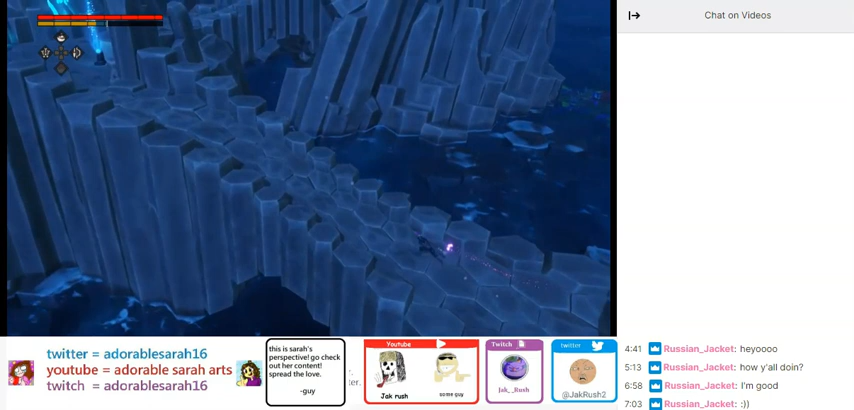 Chat on Videos
4:41 Russian_Jacket: heyoooo
5:13 Russian_Jacket: how y'all doin?
6:58 Russian_Jacket: I'm good
7:03 Russian_Jacket: :))
twitter = adorablesarah16
youtube = adorable sarah arts
twitch = adorablesarah16
this is sarah's
perspective! go check
out her content!
spread the love.
-guy
ter.
Youtube
Jak rush
some guy
Twitch
Jak_Rush
twitter
@JakRush2